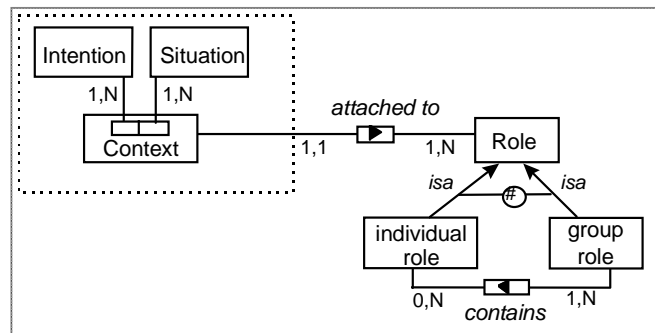 Intention
Situation
1,N
1,N
attached to
Context
1,1
1,N
Role
isa
#
isa
individual
role
group
role
0,N
1,N
contains